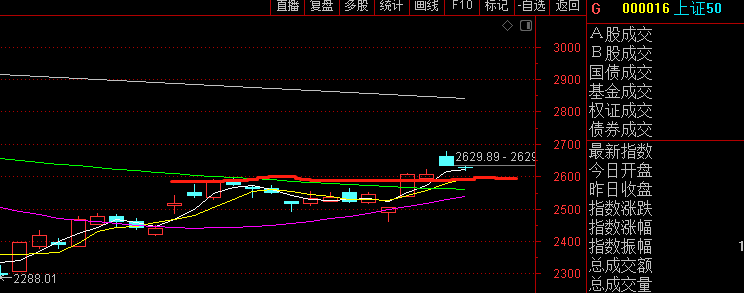 直播 复盘 多股 统计 画线 F10 标记 -自选 返回
G 000016 上证50
3000
2900
2800
2700
2600
2500
2400
2300
2629.89 - 2629
2288.01
A股成交
B股成交
国债成交
基金成交
权证成交
债券成交
最新指数
今日开盘
昨日收盘
指数涨跌
指数涨幅
指数振幅 1
总成交额
总成交量